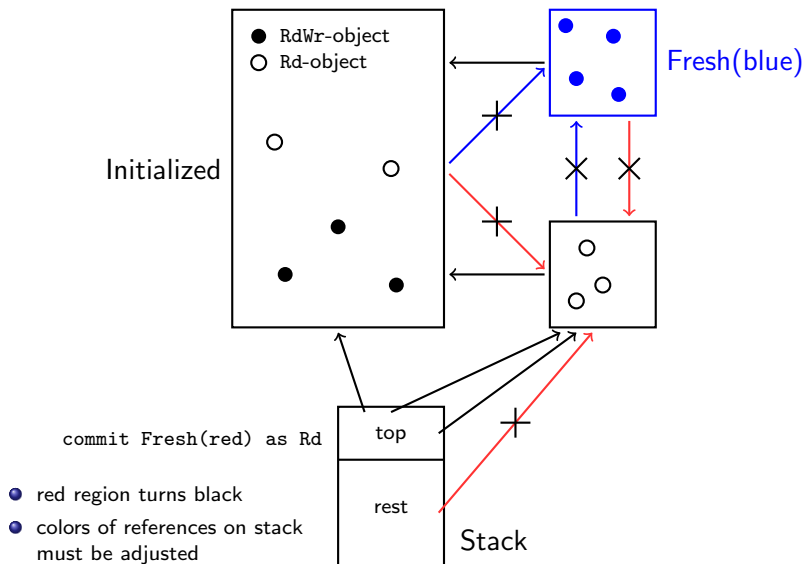 RdWr-object
Rd-object
Fresh(blue)
Initialized
commit Fresh(red) as Rd
top
rest
red region turns black
colors of references on stack
must be adjusted
Stack